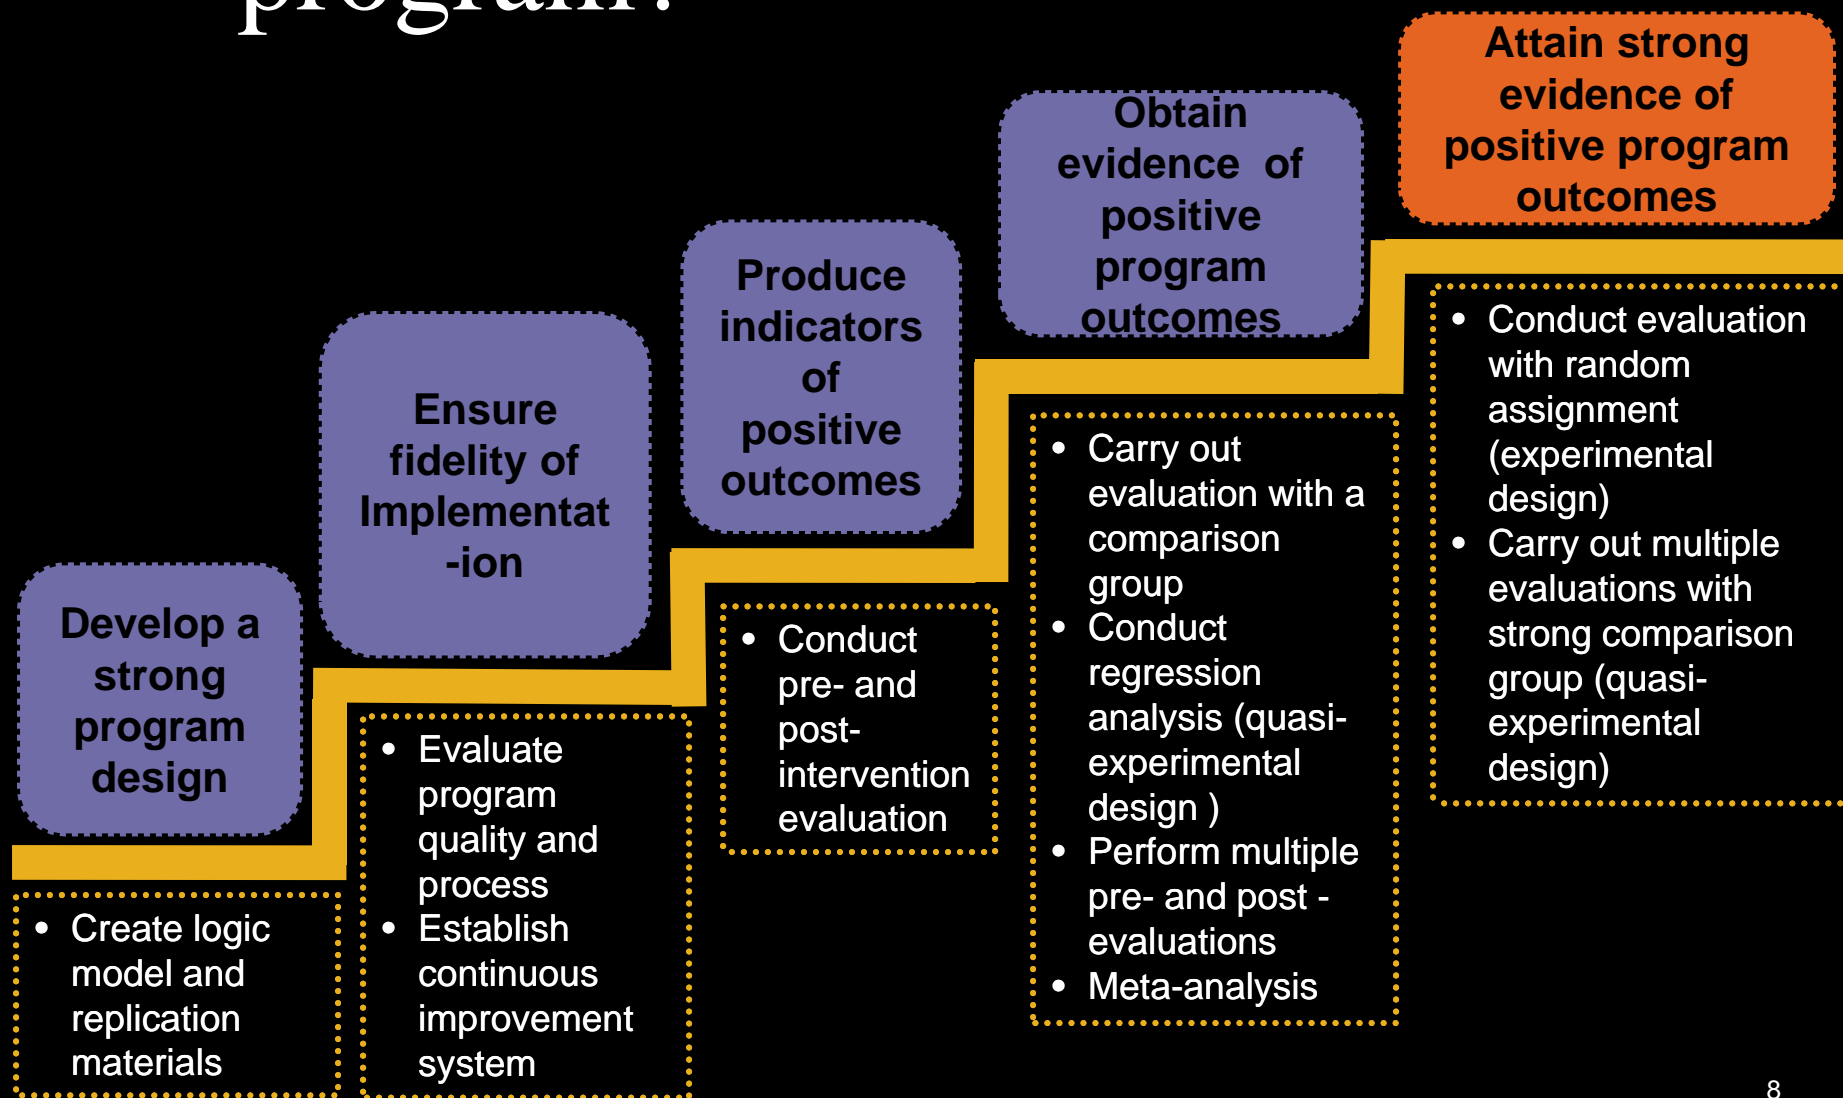 program?
Develop a
strong
program
design
Create logic
model and
replication
materials
Ensure
fidelity of
Implementat
-ion
• Evaluate
program
quality and
process
• Establish
continuous
improvement
system
Produce
indicators
of
positive
outcomes
• Conduct
pre- and
post-
intervention
evaluation
Obtain
evidence of
positive
program
outcomes
• Carry out
evaluation with a
comparison
group
• Conduct
regression
analysis (quasi-
experimental
design )
• Perform multiple
pre- and post -
evaluations
• Meta-analysis
Attain strong
evidence of
positive program
outcomes
• Conduct evaluation
with random
assignment
(experimental
design)
• Carry out multiple
evaluations with
strong comparison
group (quasi-
experimental
design)
8